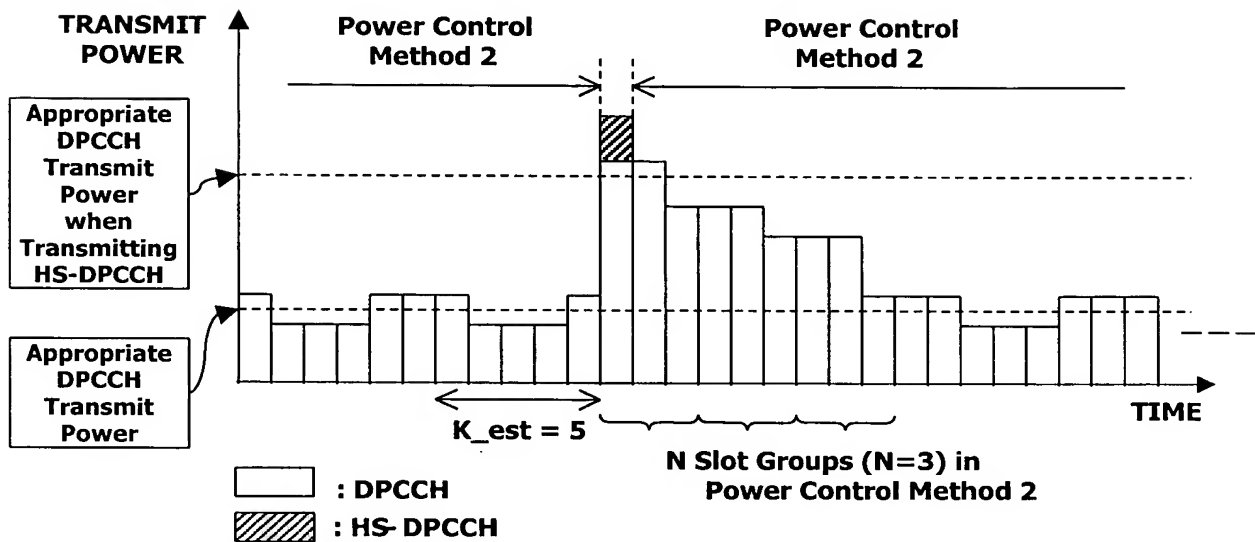 TRANSMIT
POWER
Power Control
Method 2
Power Control
Method 2
Appropriate
DPCCH
Transmit
Power
when
Transmitting
HS-DPCCH
Appropriate
DPCCH
Transmit
Power
K_est = 5
TIME
N Slot Groups (N=3) in
Power Control Method 2
: DPCCH
: HS-DPCCH